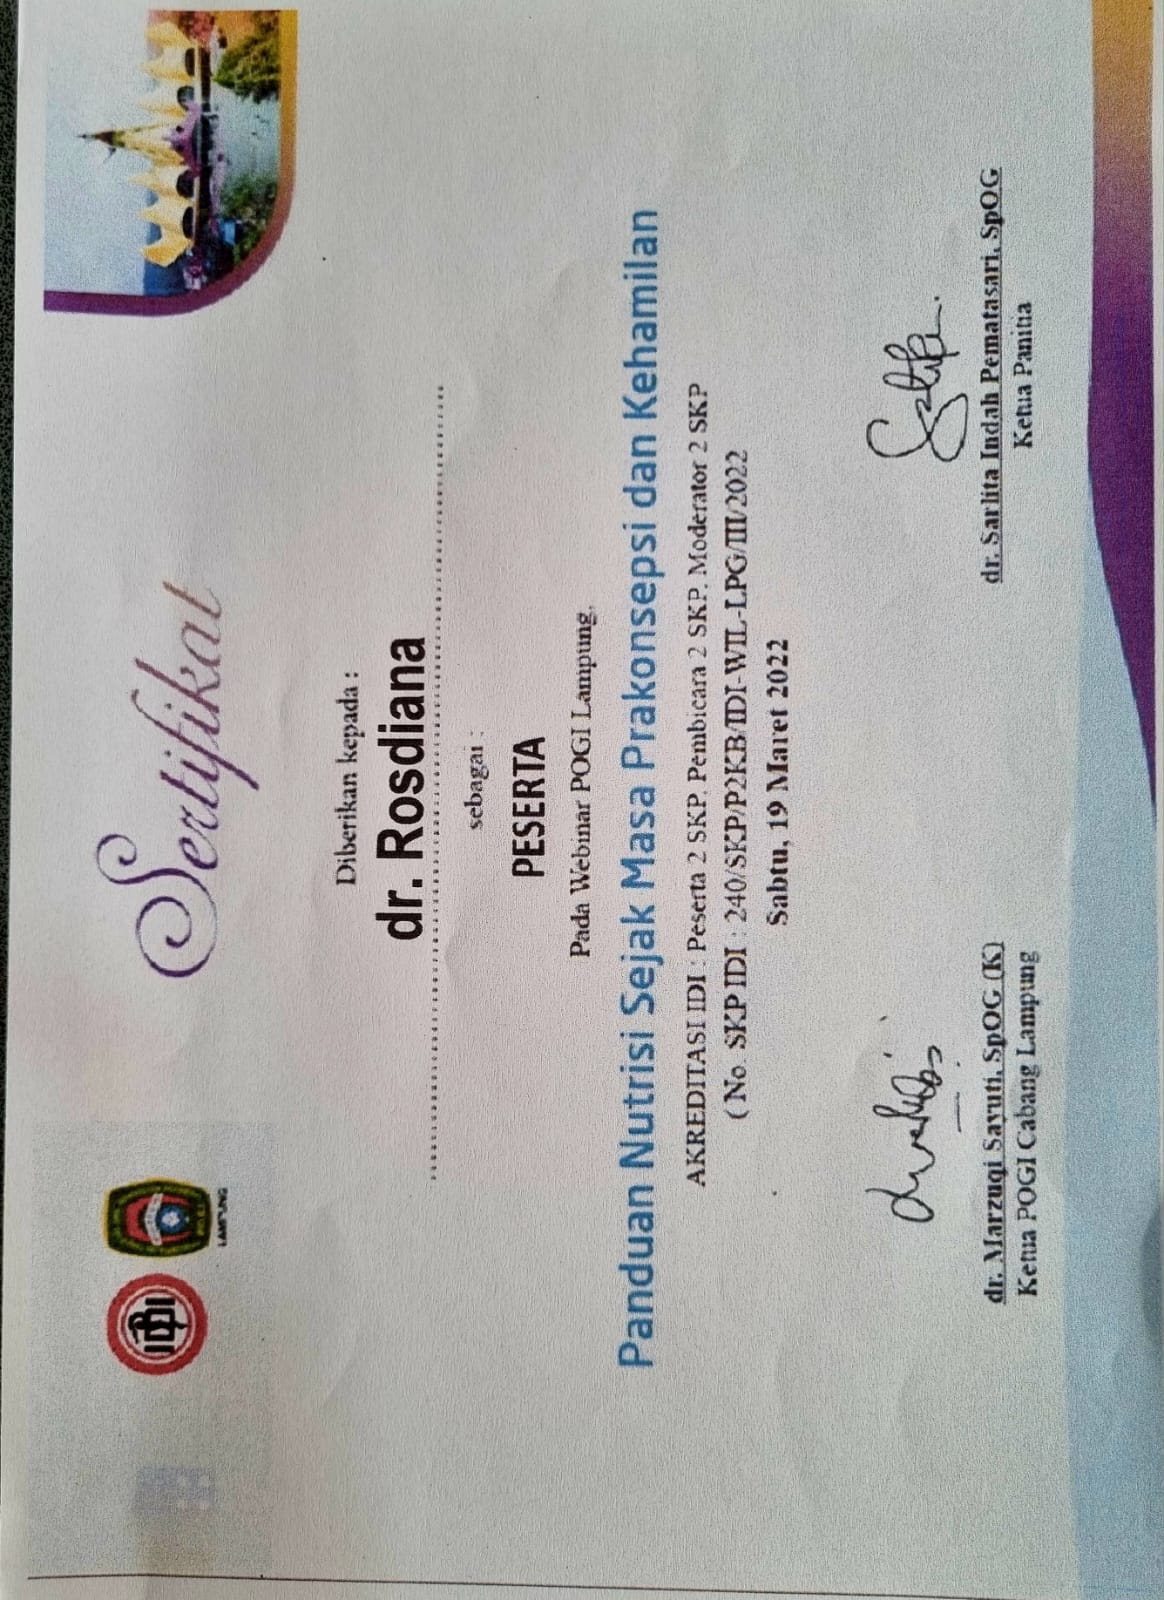 IDI
LAMPUNG
Sertifikat
Diberikan kepada :
dr. Rosdiana
sebagai :
PESERTA
Pada Webinar POGI Lampung,
Panduan Nutrisi Sejak Masa Prakonsepsi dan Kehamilan
AKREDITASI IDI : Peserta 2 SKP. Pembicara 2 SKP. Moderator 2 SKP
( No. SKP IDI : 240/SKP/P2KB/IDI-WIL-LPG/III/2022
Sabtu, 19 Maret 2022
dr. Marzuqi Sayuti, SpOG (K)
Ketua POGI Cabang Lampung
dr. Sarlita Indah Pematasari, SpOG
Ketua Panitia